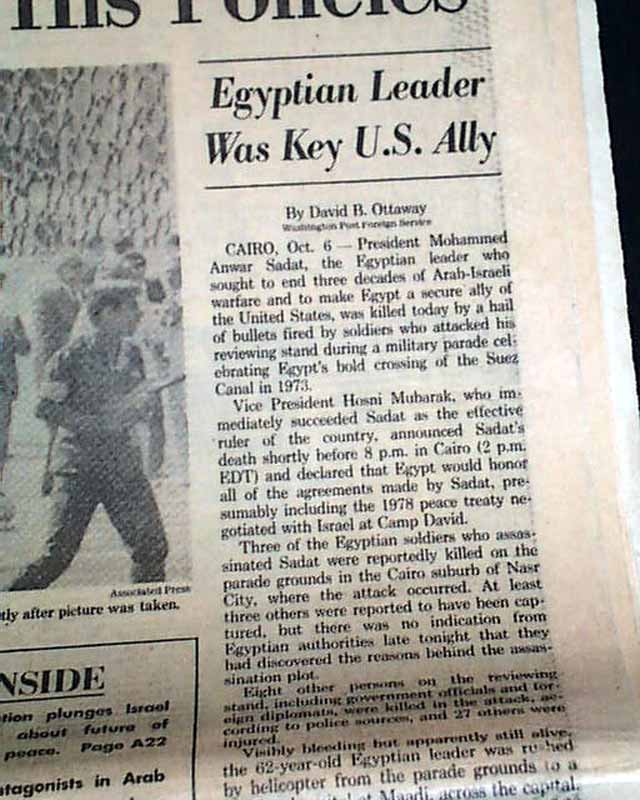 His Policies
Egyptian Leader
Was Key U.S. Ally
By David B. Ottaway
Washington Post Foreign Service
CAIRO, Oct. 6 — President Mohammed
Anwar Sadat, the Egyptian leader who
sought to end three decades of Arab-Israeli
warfare and to make Egypt a secure ally of
the United States, was killed today by a hail
of bullets fired by soldiers who attacked his
reviewing stand during a military parade cel-
ebrating Egypt's bold crossing of the Suez
Canal in 1973.
Vice President Hosni Mubarak, who im-
mediately succeeded Sadat as the effective
ruler of the country, announced Sadat's
death shortly before 8 p.m. in Cairo (2 p.m.
EDT) and declared that Egypt would honor
all of the agreements made by Sadat, pre-
sumably including the 1978 peace treaty ne-
gotiated with Israel at Camp David.
Three of the Egyptian soldiers who assas-
sinated Sadat were reportedly killed on the
parade grounds in the Cairo suburb of Nasr
City, where the attack occurred. At least
three others were reported to have been cap-
tured, but there was no indication from
Egyptian authorities late tonight that they
had discovered the reasons behind the assas-
sination plot.
Eight other persons on the reviewing
stand, including government officials and for-
eign diplomats, were killed in the attack, ac-
cording to police sources, and 27 others were
injured.
Visibly bleeding but apparently still alive,
the 62-year-old Egyptian leader was rushed
by helicopter from the parade grounds to a
at Maadi, across the capital.
Associated Press
tly after picture was taken.
NSIDE
tion plunges Israel
about future of
peace. Page A22
tagonists in Arab